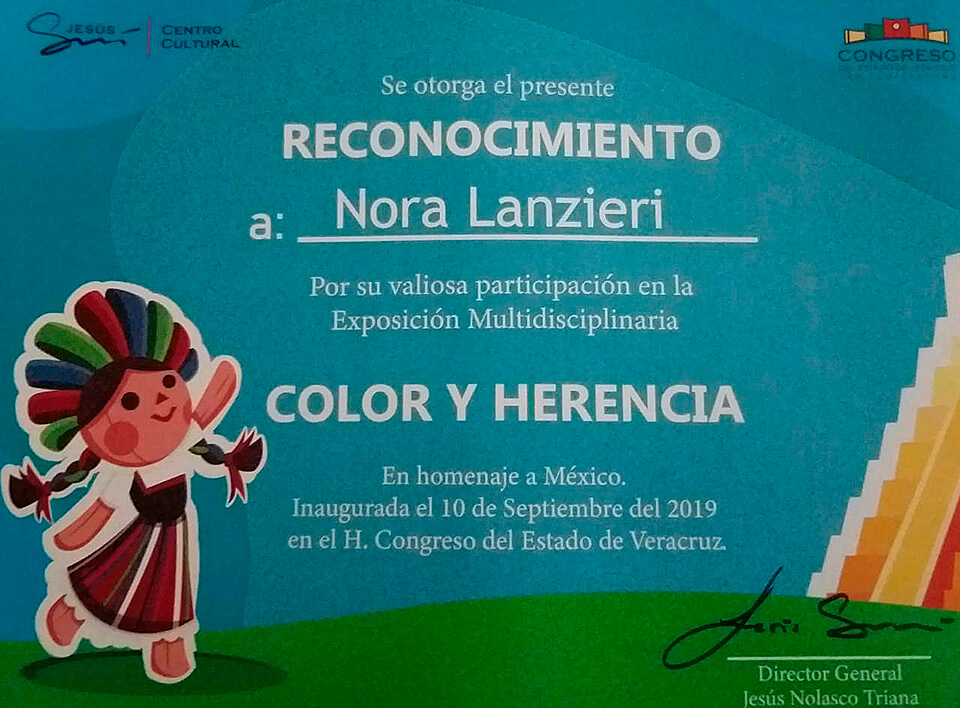 JESÚS
CENTRO
CULTURAL
CONGRESO
Se otorga el presente
RECONOCIMIENTO
a: Nora Lanzieri
Por su valiosa participación en la
Exposición Multidisciplinaria
COLOR Y HERENCIA
En homenaje a México.
Inaugurada el 10 de Septiembre del 2019
en el H. Congreso del Estado de Veracruz.
Director General
Jesús Nolasco Triana